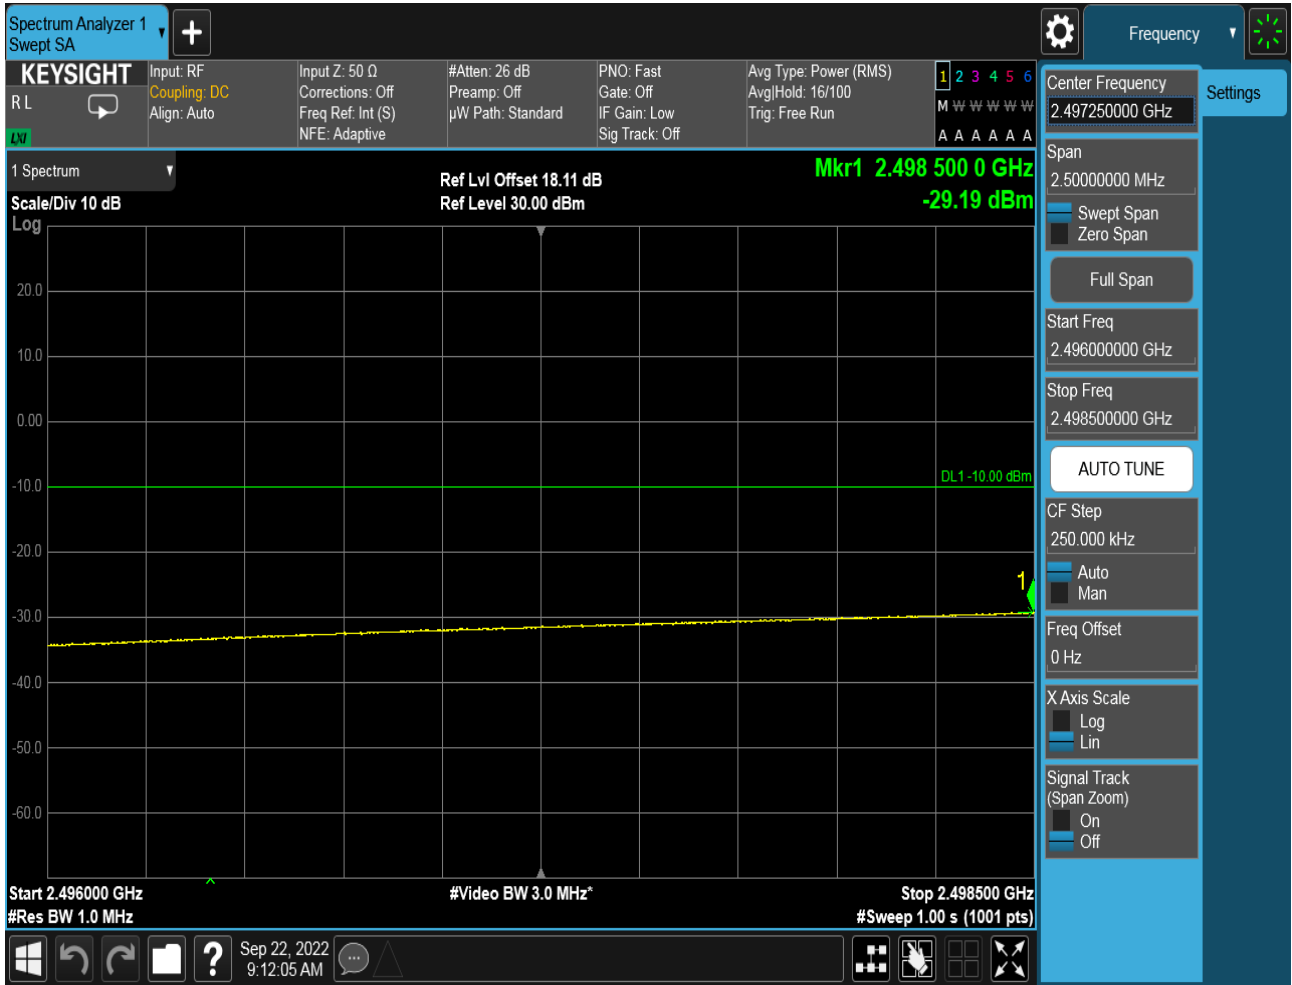 Spectrum Analyzer 1
Swept SA
Frequency
KEYSIGHT
R L
LXI
Input: RF
Coupling: DC
Align: Auto
Input Z: 50 Ω
Corrections: Off
Freq Ref: Int (S)
NFE: Adaptive
#Atten: 26 dB
Preamp: Off
µW Path: Standard
PNO: Fast
Gate: Off
IF Gain: Low
Sig Track: Off
Avg Type: Power (RMS)
Avg|Hold: 16/100
Trig: Free Run
1 2 3 4 5 6
M W W W W W
A A A A A A
1 Spectrum
Scale/Div 10 dB
Log
Ref Lvl Offset 18.11 dB
Ref Level 30.00 dBm
Mkr1 2.498 500 0 GHz
-29.19 dBm
20.0
10.0
0.00
-10.0
-20.0
-30.0
-40.0
-50.0
-60.0
DL1 -10.00 dBm
1
Start 2.496000 GHz
#Res BW 1.0 MHz
#Video BW 3.0 MHz*
Stop 2.498500 GHz
#Sweep 1.00 s (1001 pts)
Center Frequency
2.497250000 GHz
Settings
Span
2.50000000 MHz
Swept Span
Zero Span
Full Span
Start Freq
2.496000000 GHz
Stop Freq
2.498500000 GHz
AUTO TUNE
CF Step
250.000 kHz
Auto
Man
Freq Offset
0 Hz
X Axis Scale
Log
Lin
Signal Track
(Span Zoom)
On
Off
?
Sep 22, 2022
9:12:05 AM